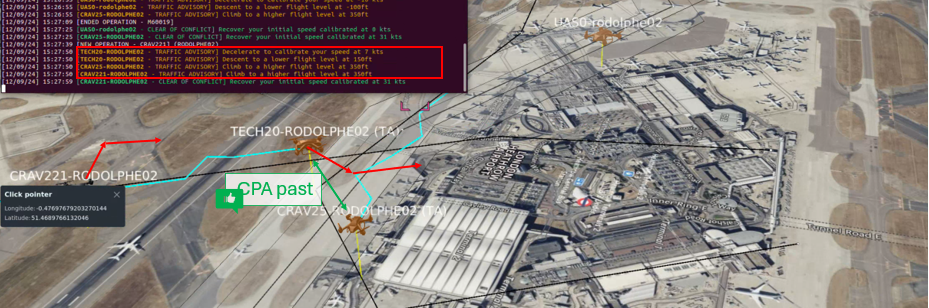 [12/09/24] 15:26:55 [UAS0-rodolphe02 - TRAFFIC ADVISORY] Descent to a lower flight level at -100ft
[12/09/24] 15:26:55 [CRAV25-RODOLPHE02 - TRAFFIC ADVISORY] Climb to a higher flight level at 350ft
[12/09/24] 15:27:09 [ENDED OPERATION - M60019]
[12/09/24] 15:27:25 [UAS0-rodolphe02 - CLEAR OF CONFLICT] Recover your initial speed calibrated at 0 kts
[12/09/24] 15:27:25 [CRAV25-RODOLPHE02 - CLEAR OF CONFLICT] Recover your initial speed calibrated at 31 kts
[12/09/24] 15:27:39 [NEW OPERATION - CRAV221] (RODOLPHE02)
[12/09/24] 15:27:50 [TECH20-RODOLPHE02 - TRAFFIC ADVISORY] Decelerate to calibrate your speed at 7 kts
[12/09/24] 15:27:50 [TECH20-RODOLPHE02 - TRAFFIC ADVISORY] Descent to a lower flight level at 150ft
[12/09/24] 15:27:50 [CRAV25-RODOLPHE02 - TRAFFIC ADVISORY] Climb to a higher flight level at 350ft
[12/09/24] 15:27:50 [CRAV221-RODOLPHE02 - TRAFFIC ADVISORY] Climb to a higher flight level at 350ft
[12/09/24] 15:27:59 [CRAV221-RODOLPHE02 - CLEAR OF CONFLICT] Recover your initial speed calibrated at 31 kts
UAS0-rodolphe02
TECH20-RODOLPHE02 (TA)
CRAV221-RODOLPHE02
Click pointer
Longitude: -0.47697679203270144
Latitude: 51.4689766132046
CPA past
CRAV25-RODOLPHE02 (TA)
LONDON
HEATHROW
AIRPORT
Inner Ring E
Tunnel Road E